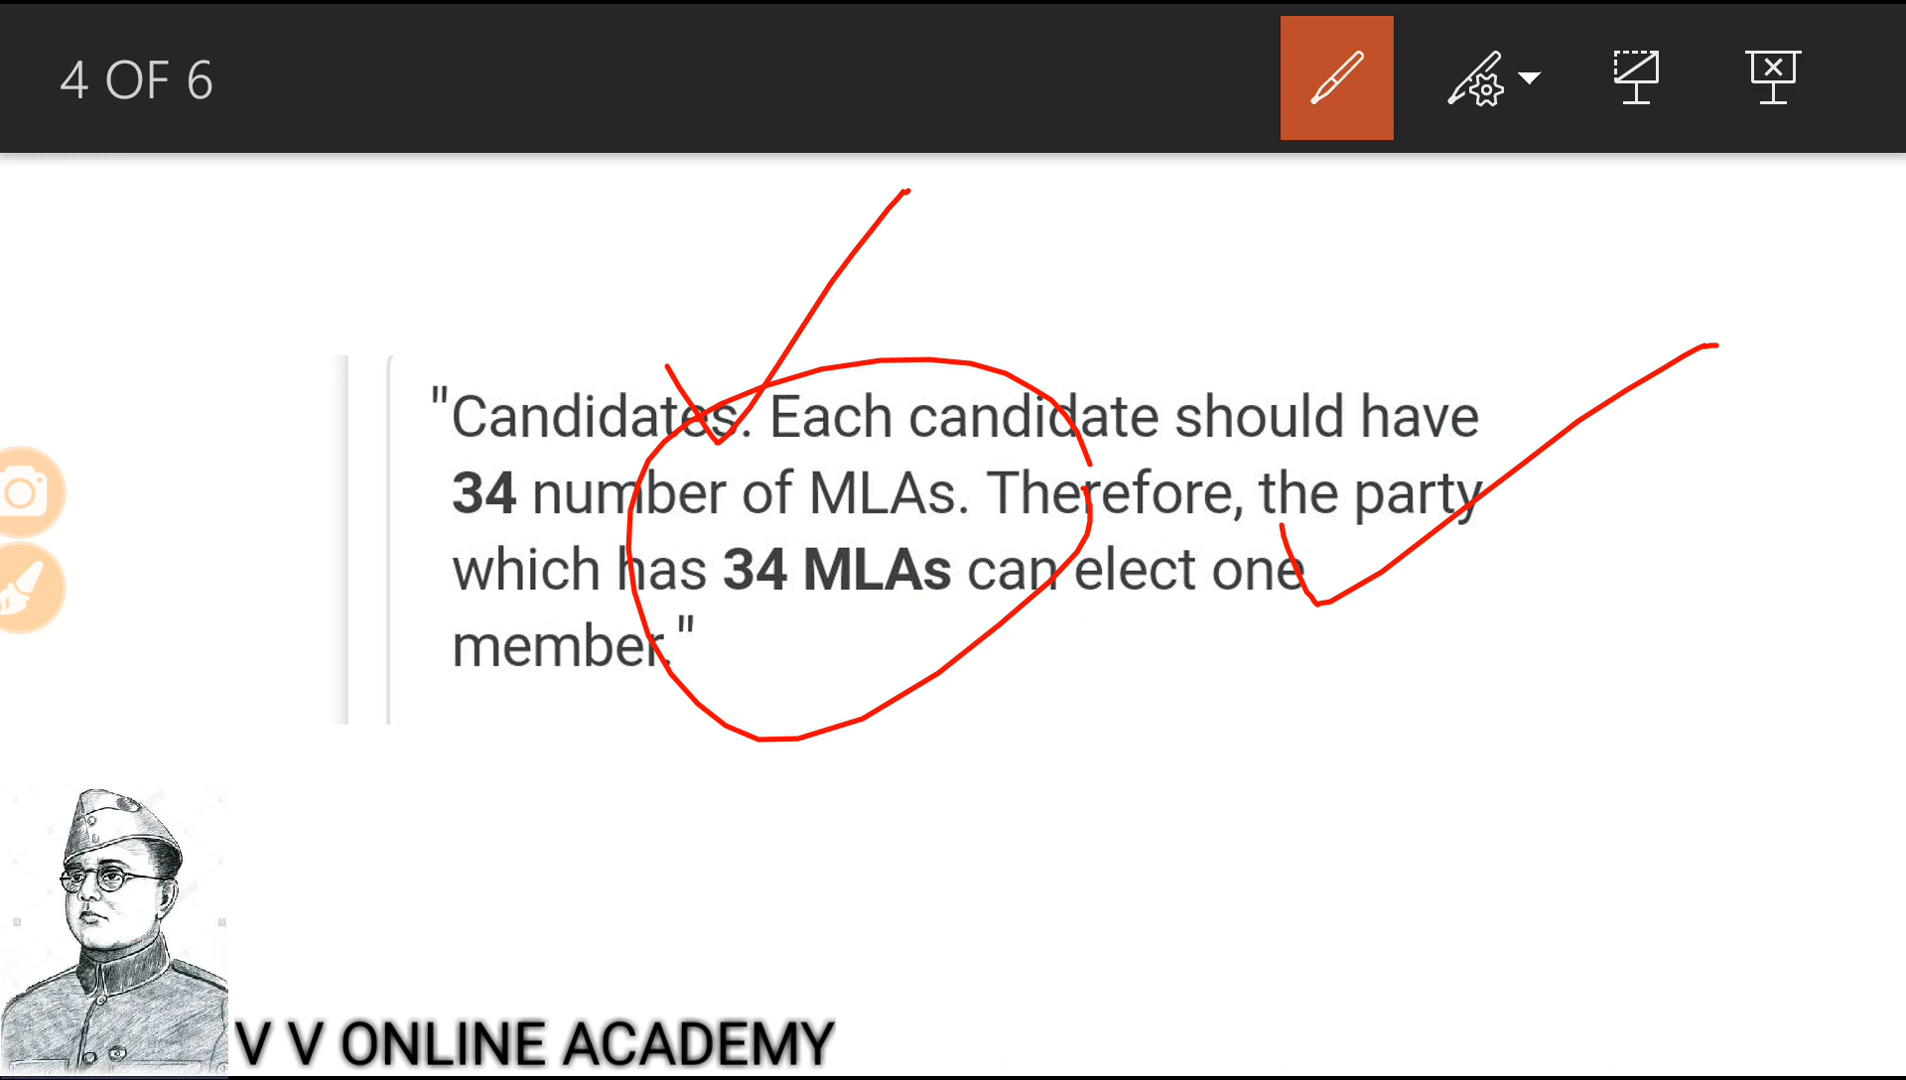 4 OF 6
"Candidates. Each candidate should have
34 number of MLAs. Therefore, the party
which has 34 MLAs can elect one
member."
V V ONLINE ACADEMY